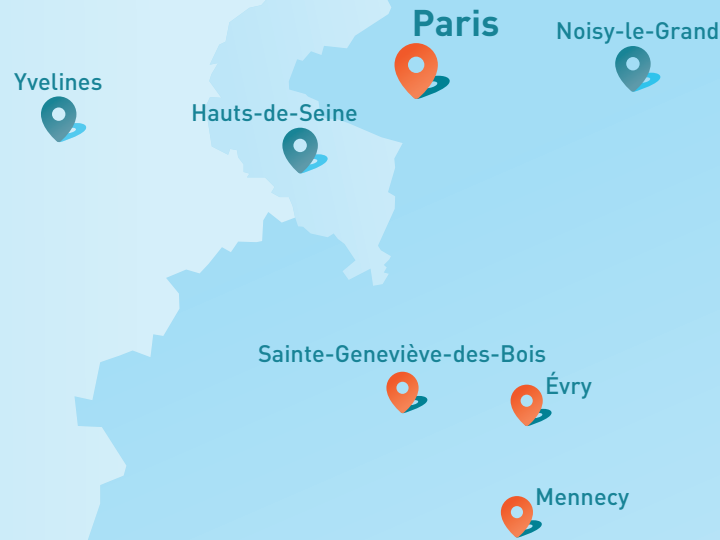 Paris
Noisy-le-Grand
Yvelines
Hauts-de-Seine
Sainte-Geneviève-des-Bois
Évry
Mennecy